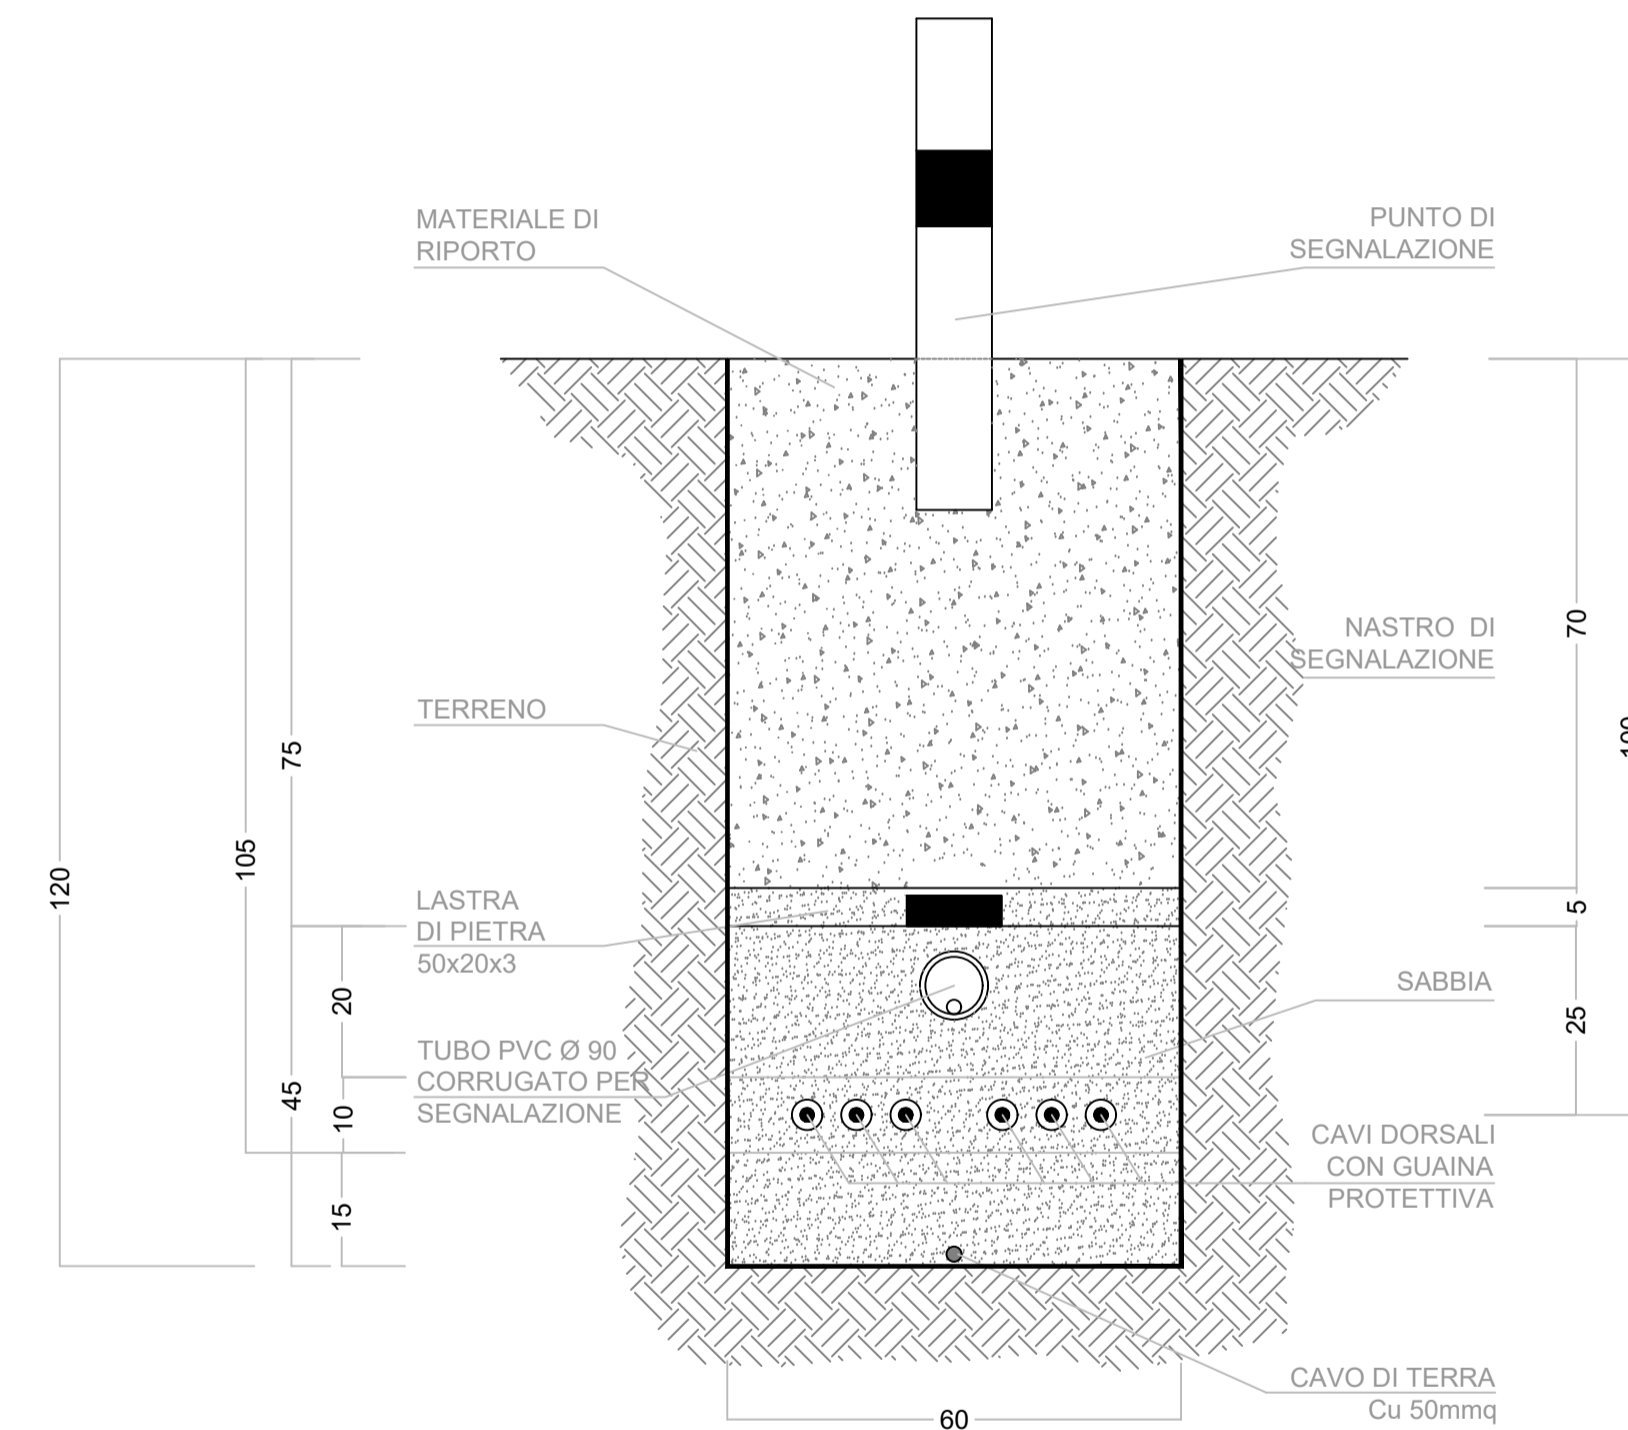 MATERIALE DI
RIPORTO
PUNTO DI
SEGNALAZIONE
NASTRO DI
SEGNALAZIONE
70
TERRENO
75
105
120
LASTRA
DI PIETRA
50x20x3
5
SABBIA
20
25
TUBO PVC Ø 90
CORRUGATO PER
SEGNALAZIONE
45
10
CAVI DORSALI
CON GUAINA
PROTETTIVA
15
CAVO DI TERRA
Cu 50mmq
60